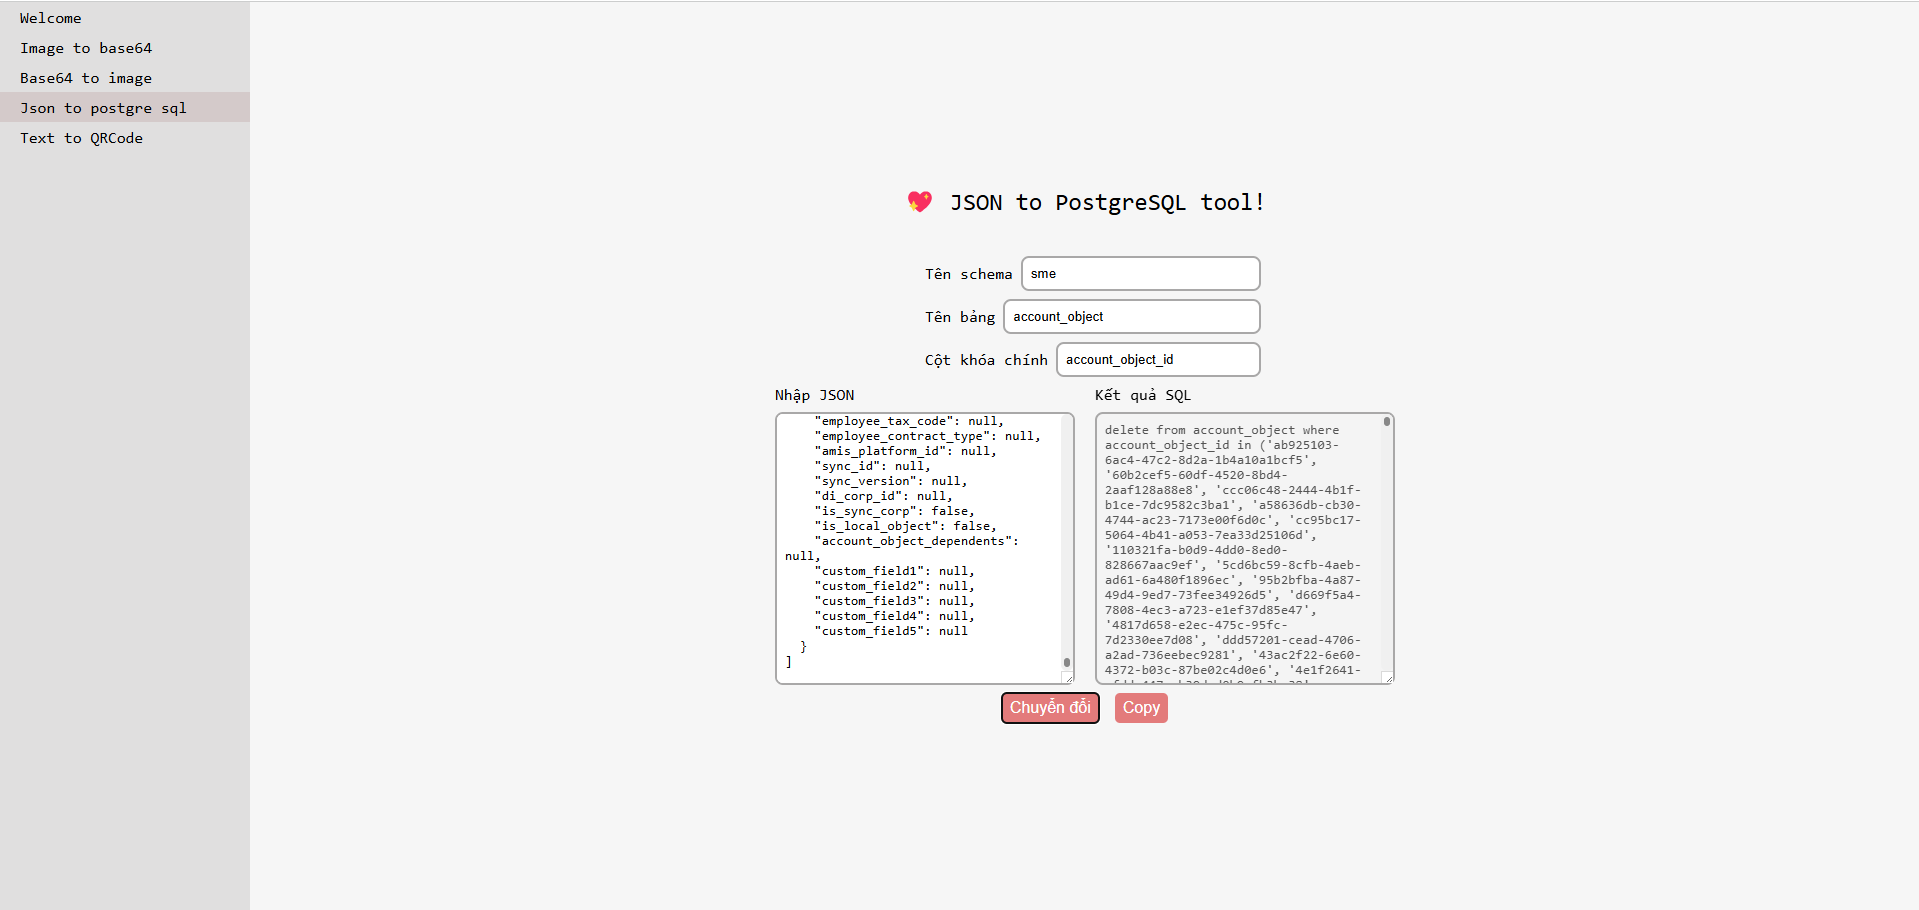 Welcome
Image to base64
Base64 to image
Json to postgre sql
Text to QRCode
💖 JSON to PostgreSQL tool!
Tên schema sme
Tên bảng account_object
Cột khóa chính account_object_id
Nhập JSON
"employee_tax_code": null,
"employee_contract_type": null,
"amis_platform_id": null,
"sync_id": null,
"sync_version": null,
"di_corp_id": null,
"is_sync_corp": false,
"is_local_object": false,
"account_object_dependents":
null,
"custom_field1": null,
"custom_field2": null,
"custom_field3": null,
"custom_field4": null,
"custom_field5": null
}
]
Kết quả SQL
delete from account_object where
account_object_id in ('ab925103-
6ac4-47c2-8d2a-1b4a10a1bcf5',
'60b2cef5-60df-4520-8bd4-
2aaf128a88e8', 'ccc06c48-2444-4b1f-
b1ce-7dc9582c3ba1', 'a58636db-cb30-
4744-ac23-7173e00f6d0c', 'cc95bc17-
5064-4b41-a053-7ea33d25106d',
'110321fa-b0d9-4dd0-8ed0-
828667aac9ef', '5cd6bc59-8cfb-4aeb-
ad61-6a480f1896ec', '95b2bfba-4a87-
49d4-9ed7-73fee34926d5', 'd669f5a4-
7808-4ec3-a723-e1ef37d85e47',
'4817d658-e2ec-475c-95fc-
7d2330ee7d08', 'ddd57201-cead-4706-
a2ad-736eebec9281', '43ac2f22-6e60-
4372-b03c-87be02c4d0e6', '4e1f2641-
Chuyển đổi
Copy